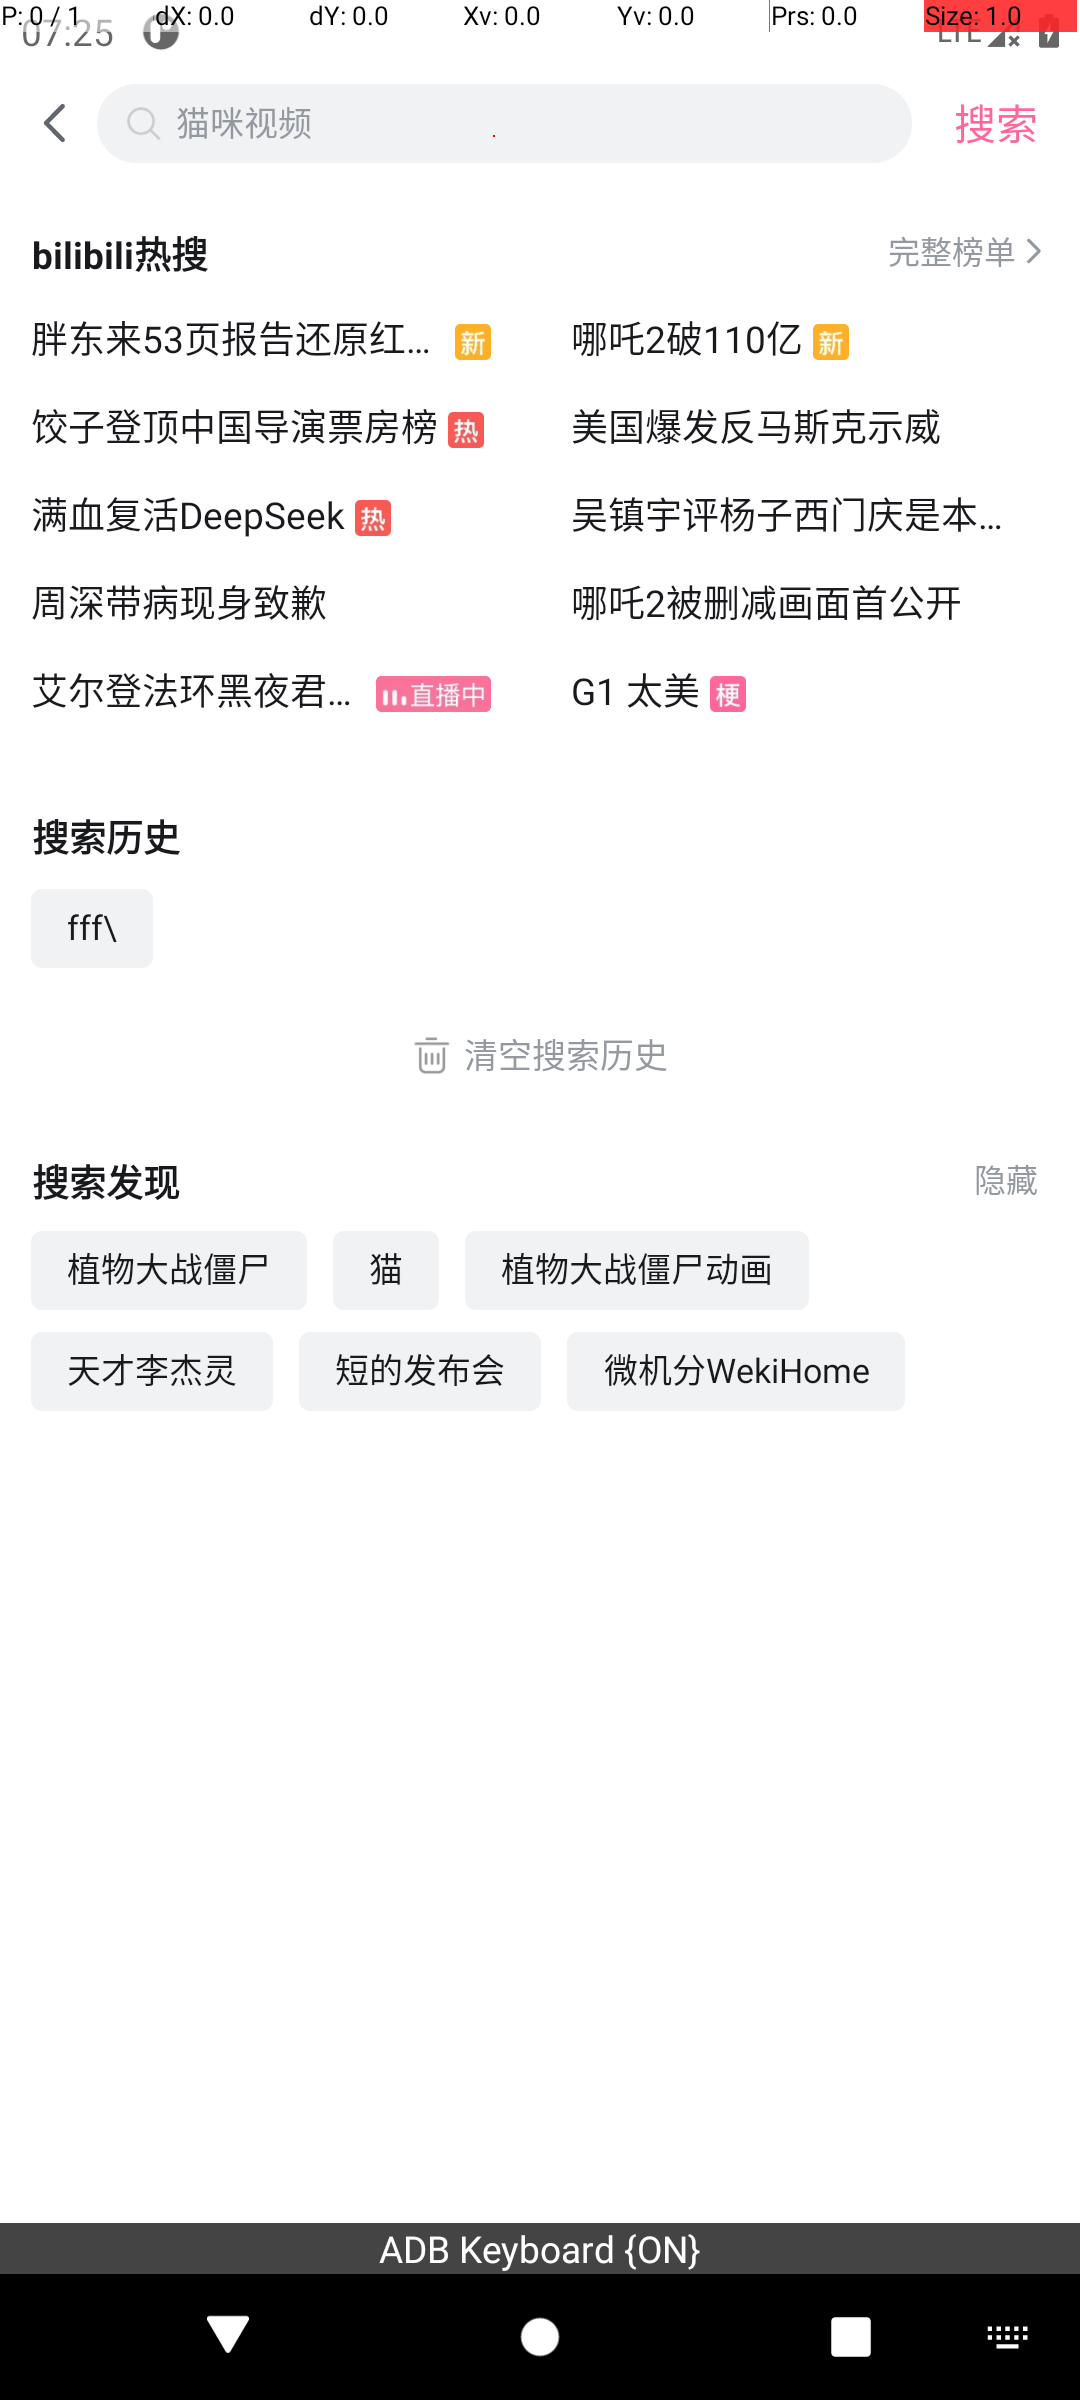 P: 0 / 1 dX: 0.0 dY: 0.0 Xv: 0.0 Yv: 0.0 Prs: 0.0 Size: 1.0
07:25 LTE
猫咪视频 搜索
bilibili热搜 完整榜单
胖东来53页报告还原红... 新 哪吒2破110亿 新
饺子登顶中国导演票房榜 热 美国爆发反马斯克示威
满血复活DeepSeek 热 吴镇宇评杨子西门庆是本...
周深带病现身致歉 哪吒2被删减画面首公开
艾尔登法环黑夜君... 直播中 G1 太美 梗
搜索历史
fff\
清空搜索历史
搜索发现 隐藏
植物大战僵尸 猫 植物大战僵尸动画
天才李杰灵 短的发布会 微机分WekiHome
ADB Keyboard {ON}